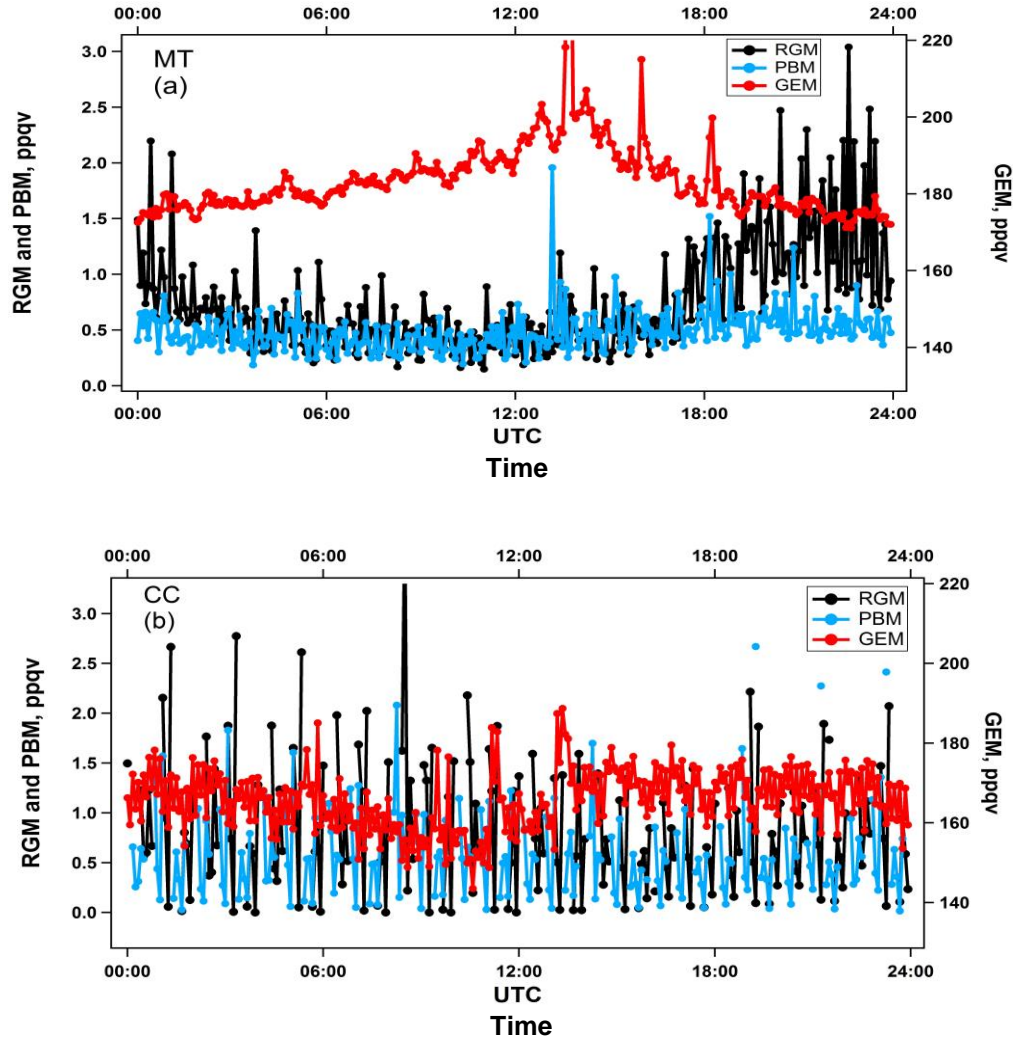 00:00 06:00 12:00 18:00 24:00
MT
(a)
RGM
PBM
GEM
3.0
2.5
2.0
1.5
1.0
0.5
0.0
RGM and PBM, ppqv
220
200
180
160
140
GEM, ppqv
00:00 06:00 12:00 18:00 24:00
UTC
Time
00:00 06:00 12:00 18:00 24:00
CC
(b)
RGM
PBM
GEM
3.0
2.5
2.0
1.5
1.0
0.5
0.0
RGM and PBM, ppqv
220
200
180
160
140
GEM, ppqv
00:00 06:00 12:00 18:00 24:00
UTC
Time